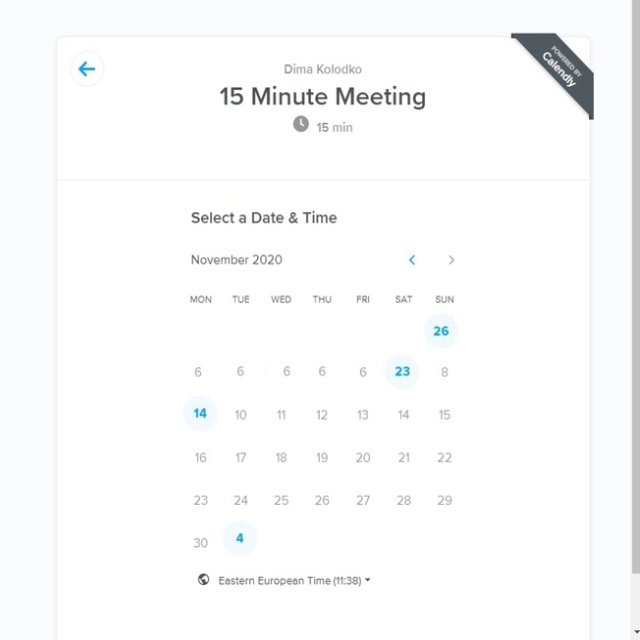 POWERED BY
Calendly
Dima Kolodko
15 Minute Meeting
15 min
Select a Date & Time
November 2020
MON TUE WED THU FRI SAT SUN
26
6 6 6 6 6 23 8
14 10 11 12 13 14 15
16 17 18 19 20 21 22
23 24 25 26 27 28 29
30 4
Eastern European Time (11:38)